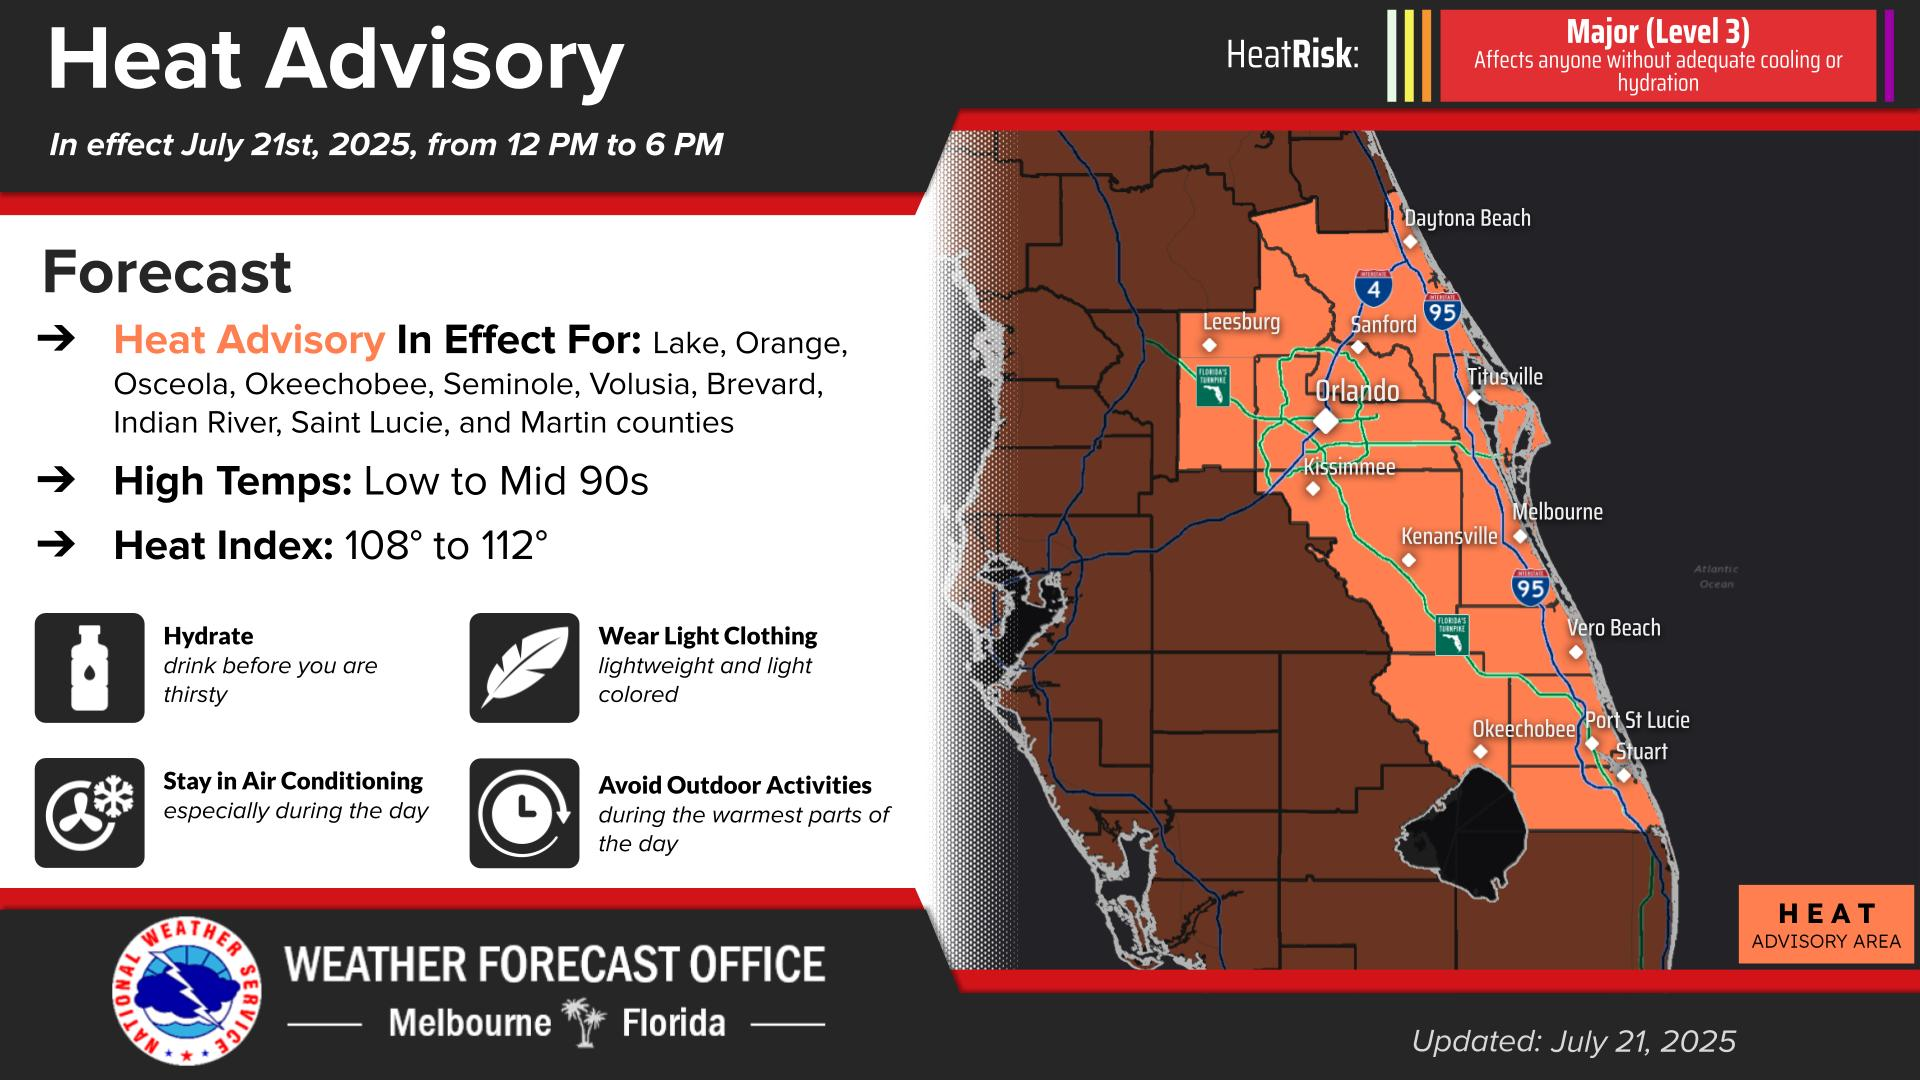 Heat Advisory
In effect July 21st, 2025, from 12 PM to 6 PM
HeatRisk:
Major (Level 3)
Affects anyone without adequate cooling or
hydration
Forecast
➔ Heat Advisory In Effect For: Lake, Orange,
Osceola, Okeechobee, Seminole, Volusia, Brevard,
Indian River, Saint Lucie, and Martin counties
➔ High Temps: Low to Mid 90s
➔ Heat Index: 108° to 112°
Hydrate
drink before you are
thirsty
Wear Light Clothing
lightweight and light
colored
Stay in Air Conditioning
especially during the day
Avoid Outdoor Activities
during the warmest parts of
the day
Daytona Beach
INTERSTATE
4
INTERSTATE
95
Leesburg
Sanford
FLORIDA'S
TURNPIKE
Titusville
Orlando
Kissimmee
Melbourne
Kenansville
Atlantic
Ocean
INTERSTATE
95
FLORIDA'S
TURNPIKE
Vero Beach
Okeechobee
Port St Lucie
Stuart
HEAT
ADVISORY AREA
NATIONAL WEATHER SERVICE
WEATHER FORECAST OFFICE
Melbourne Florida
Updated: July 21, 2025